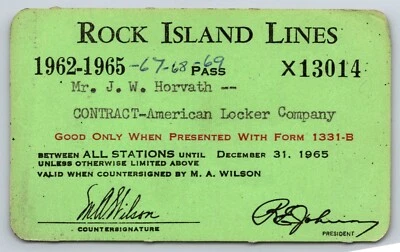 ROCK ISLAND LINES
1962-1965 -67-68-69 PASS X13014
Mr. J. W. Horvath --
CONTRACT-American Locker Company
GOOD ONLY WHEN PRESENTED WITH FORM 1331-B
BETWEEN ALL STATIONS UNTIL DECEMBER 31, 1965
UNLESS OTHERWISE LIMITED ABOVE
VALID WHEN COUNTERSIGNED BY M. A. WILSON
M A Wilson R E Johnson
COUNTERSIGNATURE PRESIDENT